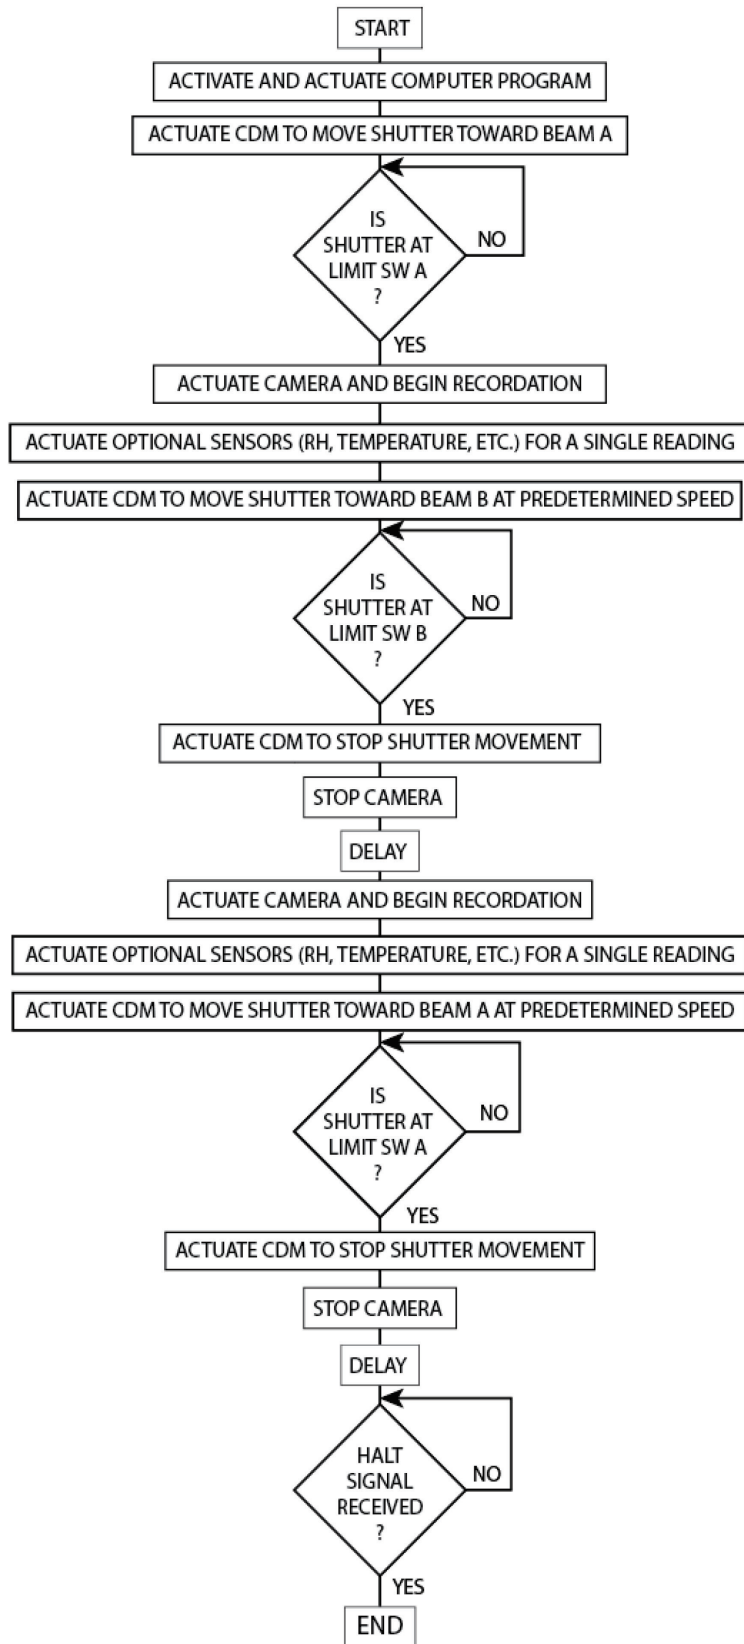 START
ACTIVATE AND ACTUATE COMPUTER PROGRAM
ACTUATE CDM TO MOVE SHUTTER TOWARD BEAM A
IS
SHUTTER AT
LIMIT SW A
?
NO
YES
ACTUATE CAMERA AND BEGIN RECORDATION
ACTUATE OPTIONAL SENSORS (RH, TEMPERATURE, ETC.) FOR A SINGLE READING
ACTUATE CDM TO MOVE SHUTTER TOWARD BEAM B AT PREDETERMINED SPEED
IS
SHUTTER AT
LIMIT SW B
?
NO
YES
ACTUATE CDM TO STOP SHUTTER MOVEMENT
STOP CAMERA
DELAY
ACTUATE CAMERA AND BEGIN RECORDATION
ACTUATE OPTIONAL SENSORS (RH, TEMPERATURE, ETC.) FOR A SINGLE READING
ACTUATE CDM TO MOVE SHUTTER TOWARD BEAM A AT PREDETERMINED SPEED
IS
SHUTTER AT
LIMIT SW A
?
NO
YES
ACTUATE CDM TO STOP SHUTTER MOVEMENT
STOP CAMERA
DELAY
HALT
SIGNAL
RECEIVED
?
NO
YES
END